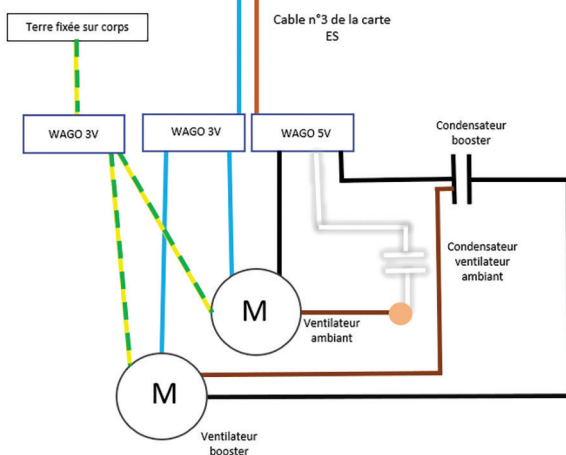 Terre fixée sur corps
Cable n°3 de la carte
ES
WAGO 3V
WAGO 3V
WAGO 5V
Condensateur
booster
Condensateur
ventilateur
ambiant
M
Ventilateur
ambiant
M
Ventilateur
booster